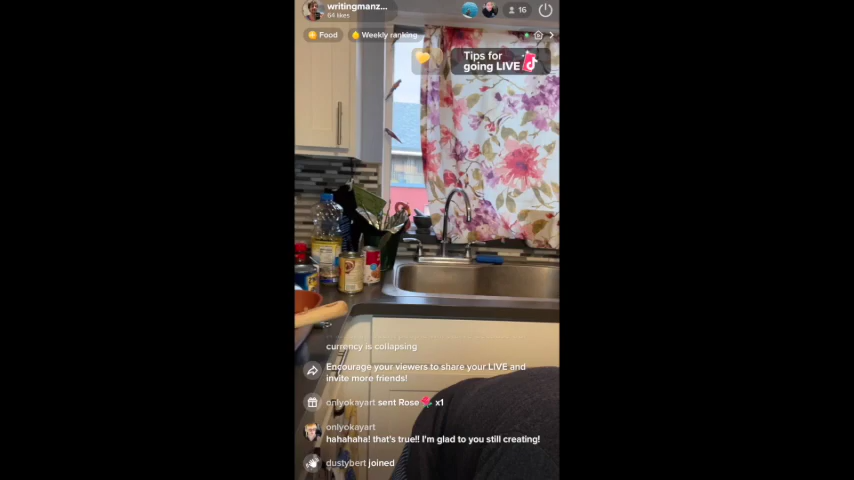 writingmanz...
64 likes
16
Food
Weekly ranking
Tips for
going LIVE
currency is collapsing
Encourage your viewers to share your LIVE and
invite more friends!
onlyokayart sent Rose x1
onlyokayart
hahahaha! that's true!! I'm glad to you still creating!
dustybert joined